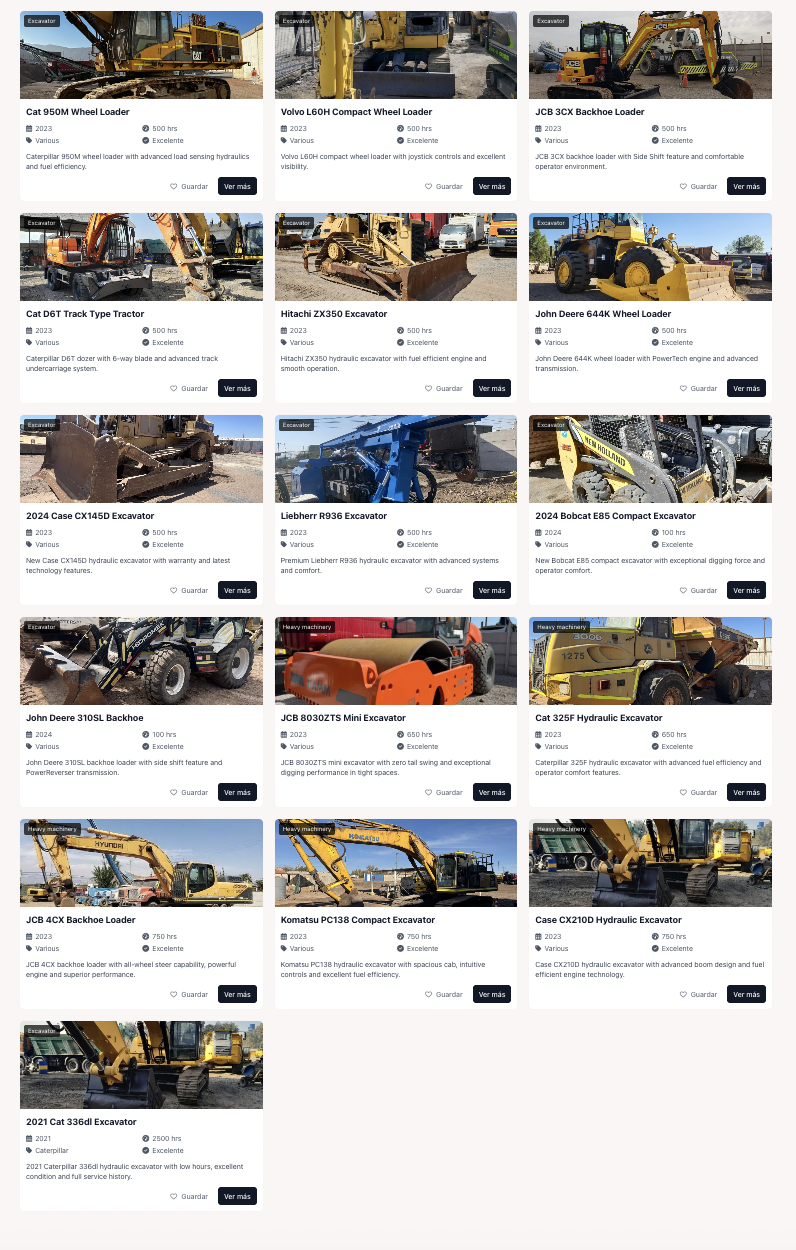 Excavator
CAT
Cat 950M Wheel Loader
2023
500 hrs
Various
Excelente
Caterpillar 950M wheel loader with advanced load sensing hydraulics
and fuel efficiency.
Guardar
Ver más
Excavator
Volvo L60H Compact Wheel Loader
2023
500 hrs
Various
Excelente
Volvo L60H compact wheel loader with joystick controls and excellent
visibility.
Guardar
Ver más
Excavator
JCB
JCB
JCB 3CX Backhoe Loader
2023
500 hrs
Various
Excelente
JCB 3CX backhoe loader with Side Shift feature and comfortable
operator environment.
Guardar
Ver más
Excavator
Cat D6T Track Type Tractor
2023
500 hrs
Various
Excelente
Caterpillar D6T dozer with 6-way blade and advanced track
undercarriage system.
Guardar
Ver más
Excavator
Hitachi ZX350 Excavator
2023
500 hrs
Various
Excelente
Hitachi ZX350 hydraulic excavator with fuel efficient engine and
smooth operation.
Guardar
Ver más
Excavator
John Deere 644K Wheel Loader
2023
500 hrs
Various
Excelente
John Deere 644K wheel loader with PowerTech engine and advanced
transmission.
Guardar
Ver más
Excavator
2024 Case CX145D Excavator
2023
500 hrs
Various
Excelente
New Case CX145D hydraulic excavator with warranty and latest
technology features.
Guardar
Ver más
Excavator
Liebherr R936 Excavator
2023
500 hrs
Various
Excelente
Premium Liebherr R936 hydraulic excavator with advanced systems
and comfort.
Guardar
Ver más
Excavator
NEW HOLLAND
2024 Bobcat E85 Compact Excavator
2024
100 hrs
Various
Excelente
New Bobcat E85 compact excavator with exceptional digging force and
operator comfort.
Guardar
Ver más
Excavator
John Deere 310SL Backhoe
2024
100 hrs
Various
Excelente
John Deere 310SL backhoe loader with side shift feature and
PowerReverser transmission.
Guardar
Ver más
Heavy machinery
JCB 8030ZTS Mini Excavator
2023
650 hrs
Various
Excelente
JCB 8030ZTS mini excavator with zero tail swing and exceptional
digging performance in tight spaces.
Guardar
Ver más
Heavy machinery
300G
1275
Cat 325F Hydraulic Excavator
2023
650 hrs
Various
Excelente
Caterpillar 325F hydraulic excavator with advanced fuel efficiency and
operator comfort features.
Guardar
Ver más
Heavy machinery
HYUNDAI
JCB 4CX Backhoe Loader
2023
750 hrs
Various
Excelente
JCB 4CX backhoe loader with all-wheel steer capability, powerful
engine and superior performance.
Guardar
Ver más
Heavy machinery
KOMATSU
Komatsu PC138 Compact Excavator
2023
750 hrs
Various
Excelente
Komatsu PC138 hydraulic excavator with spacious cab, intuitive
controls and excellent fuel efficiency.
Guardar
Ver más
Heavy machinery
Case CX210D Hydraulic Excavator
2023
750 hrs
Various
Excelente
Case CX210D hydraulic excavator with advanced boom design and fuel
efficient engine technology.
Guardar
Ver más
Excavator
2021 Cat 336dl Excavator
2021
2500 hrs
Caterpillar
Excelente
2021 Caterpillar 336dl hydraulic excavator with low hours, excellent
condition and full service history.
Guardar
Ver más